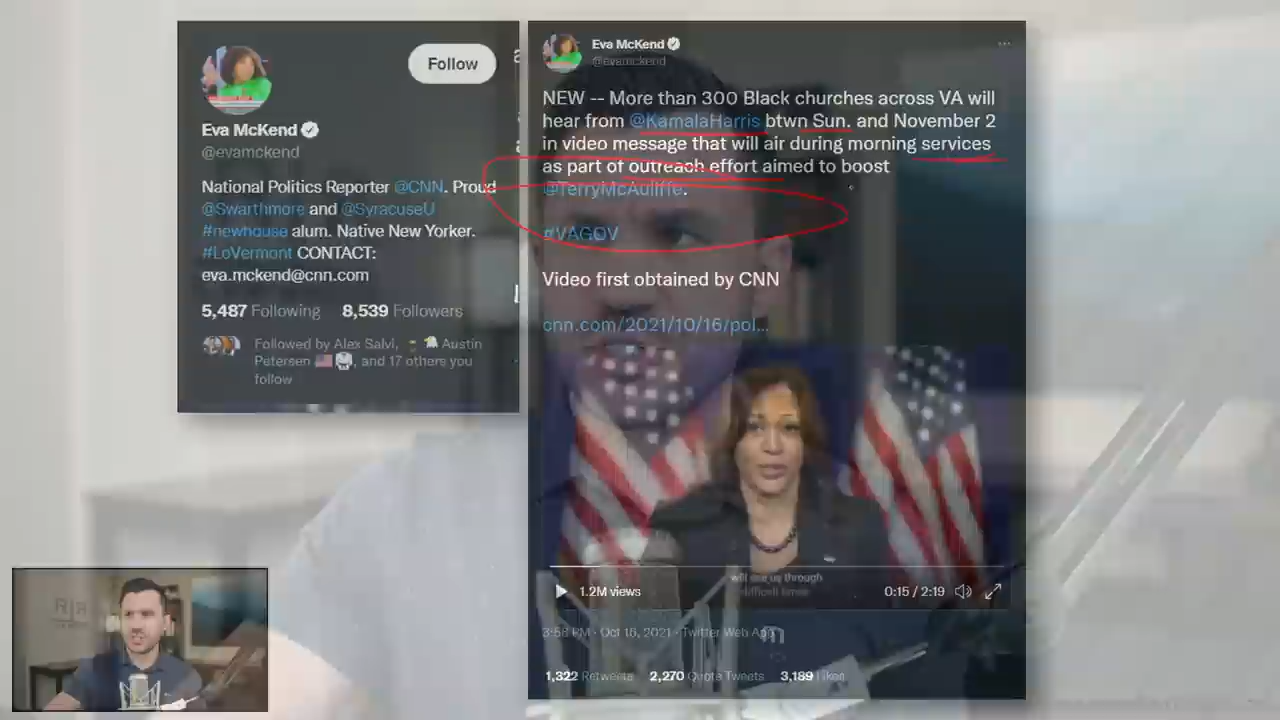 Follow
Eva McKend
@evamckend
National Politics Reporter @CNN. Proud
@Swarthmore and @SyracuseU
#newhouse alum. Native New Yorker.
#LoVermont CONTACT:
eva.mckend@cnn.com
5,487 Following 8,539 Followers
Followed by Alex Salvi, Austin
Petersen and 17 others you
follow
Eva McKend
@evamckend
NEW -- More than 300 Black churches across VA will
hear from @KamalaHarris btwn Sun. and November 2
in video message that will air during morning services
as part of outreach effort aimed to boost
@TerryMcAuliffe.
#VAGOV
Video first obtained by CNN
cnn.com/2021/10/16/pol...
will see us through
difficult times
1.2M views
0:15 / 2:19
3:58 PM · Oct 16, 2021 · Twitter Web App
1,322 Retweets 2,270 Quote Tweets 3,189 Likes